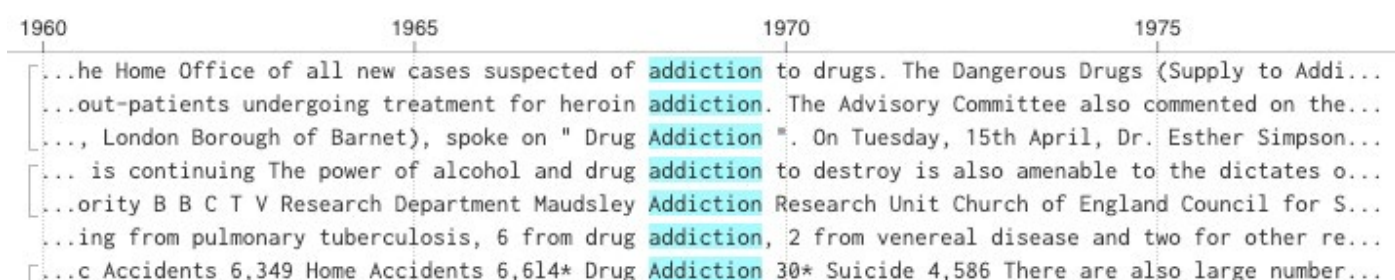 1960 1965 1970 1975
...he Home Office of all new cases suspected of addiction to drugs. The Dangerous Drugs (Supply to Addi...
...out-patients undergoing treatment for heroin addiction. The Advisory Committee also commented on the...
..., London Borough of Barnet), spoke on " Drug Addiction ". On Tuesday, 15th April, Dr. Esther Simpson...
... is continuing The power of alcohol and drug addiction to destroy is also amenable to the dictates o...
...ority B B C T V Research Department Maudsley Addiction Research Unit Church of England Council for S...
...ing from pulmonary tuberculosis, 6 from drug addiction, 2 from venereal disease and two for other re...
...c Accidents 6,349 Home Accidents 6,614* Drug Addiction 30* Suicide 4,586 There are also large number...